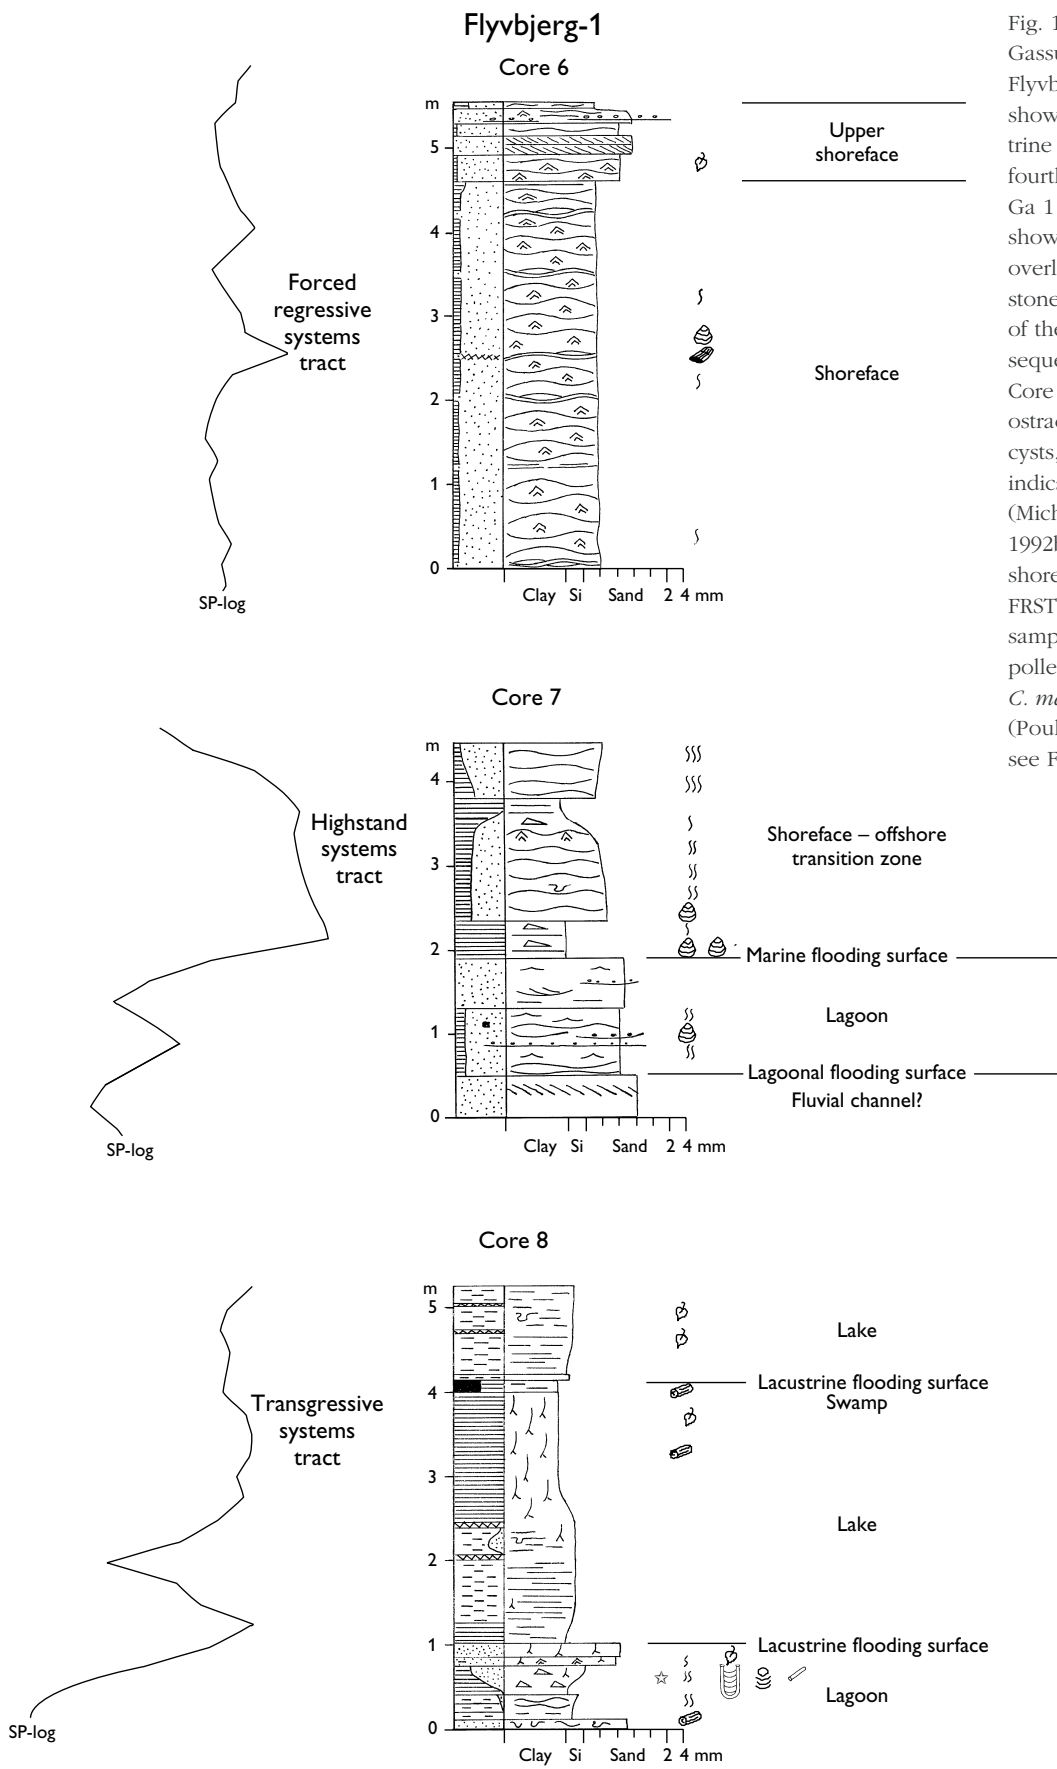 Flyvbjerg-1
Core 6
m
5
4
3
2
1
0
Clay Si Sand 2 4 mm
Forced
regressive
systems
tract
SP-log
Upper
shoreface
Shoreface
Core 7
m
4
3
2
1
0
Clay Si Sand 2 4 mm
Highstand
systems
tract
SP-log
Shoreface – offshore
transition zone
Marine flooding surface
Lagoon
Lagoonal flooding surface
Fluvial channel?
Core 8
m
5
4
3
2
1
0
Clay Si Sand 2 4 mm
Transgressive
systems
tract
SP-log
Lake
Lacustrine flooding surface
Swamp
Lake
Lacustrine flooding surface
Lagoon
Fig. 1
Gassu
Flyvb
show
trine
fourth
Ga 1
show
overl
stone
of the
seque
Core
ostrac
cysts,
indica
(Mich
1992b
shore
FRST
samp
polle
C. ma
(Poul
see F